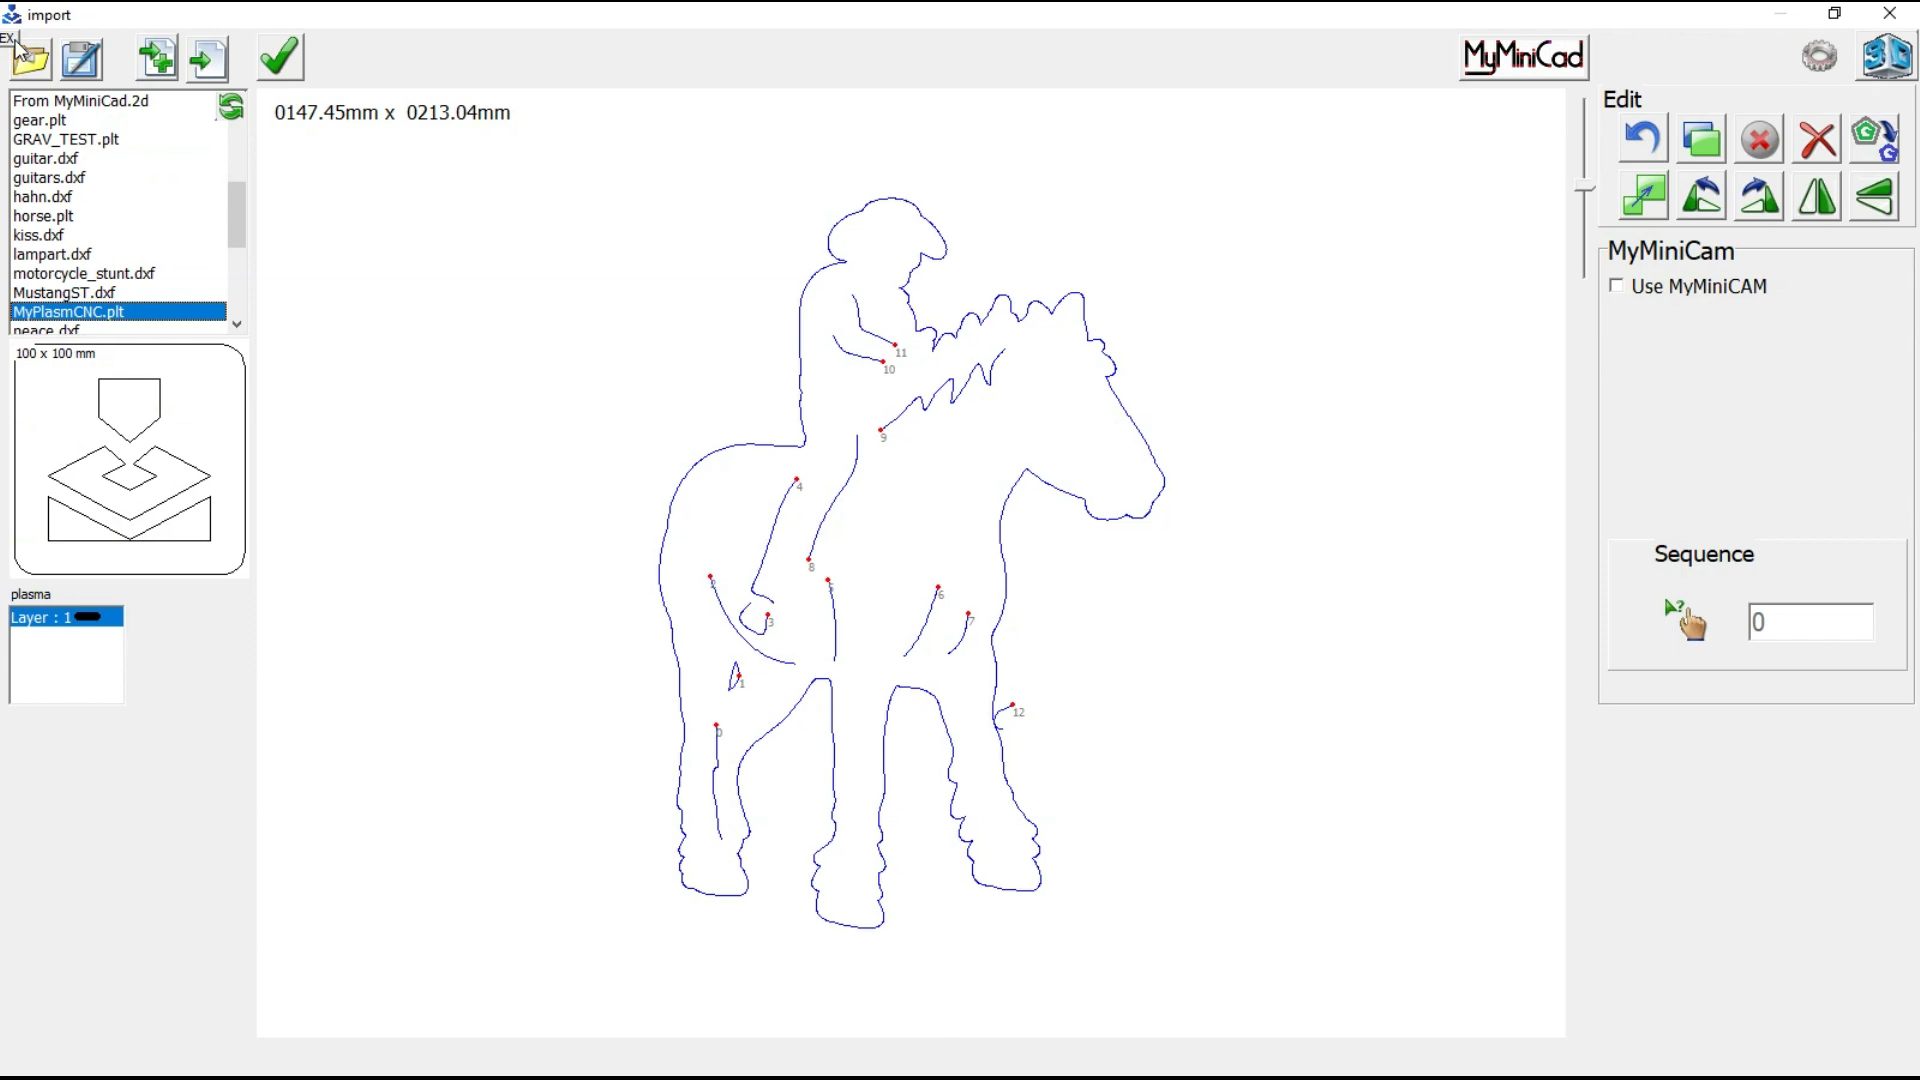 import
EX
MyMiniCad
From MyMiniCad.2d
gear.plt
GRAV_TEST.plt
guitar.dxf
guitars.dxf
hahn.dxf
horse.plt
kiss.dxf
lampart.dxf
motorcycle_stunt.dxf
MustangST.dxf
MyPlasmCNC.plt
peace.dxf
100 x 100 mm
plasma
Layer : 1
0147.45mm x 0213.04mm
11
10
9
4
8
2
5
6
3
7
1
12
0
3D
Edit
MyMiniCam
Use MyMiniCAM
Sequence
0